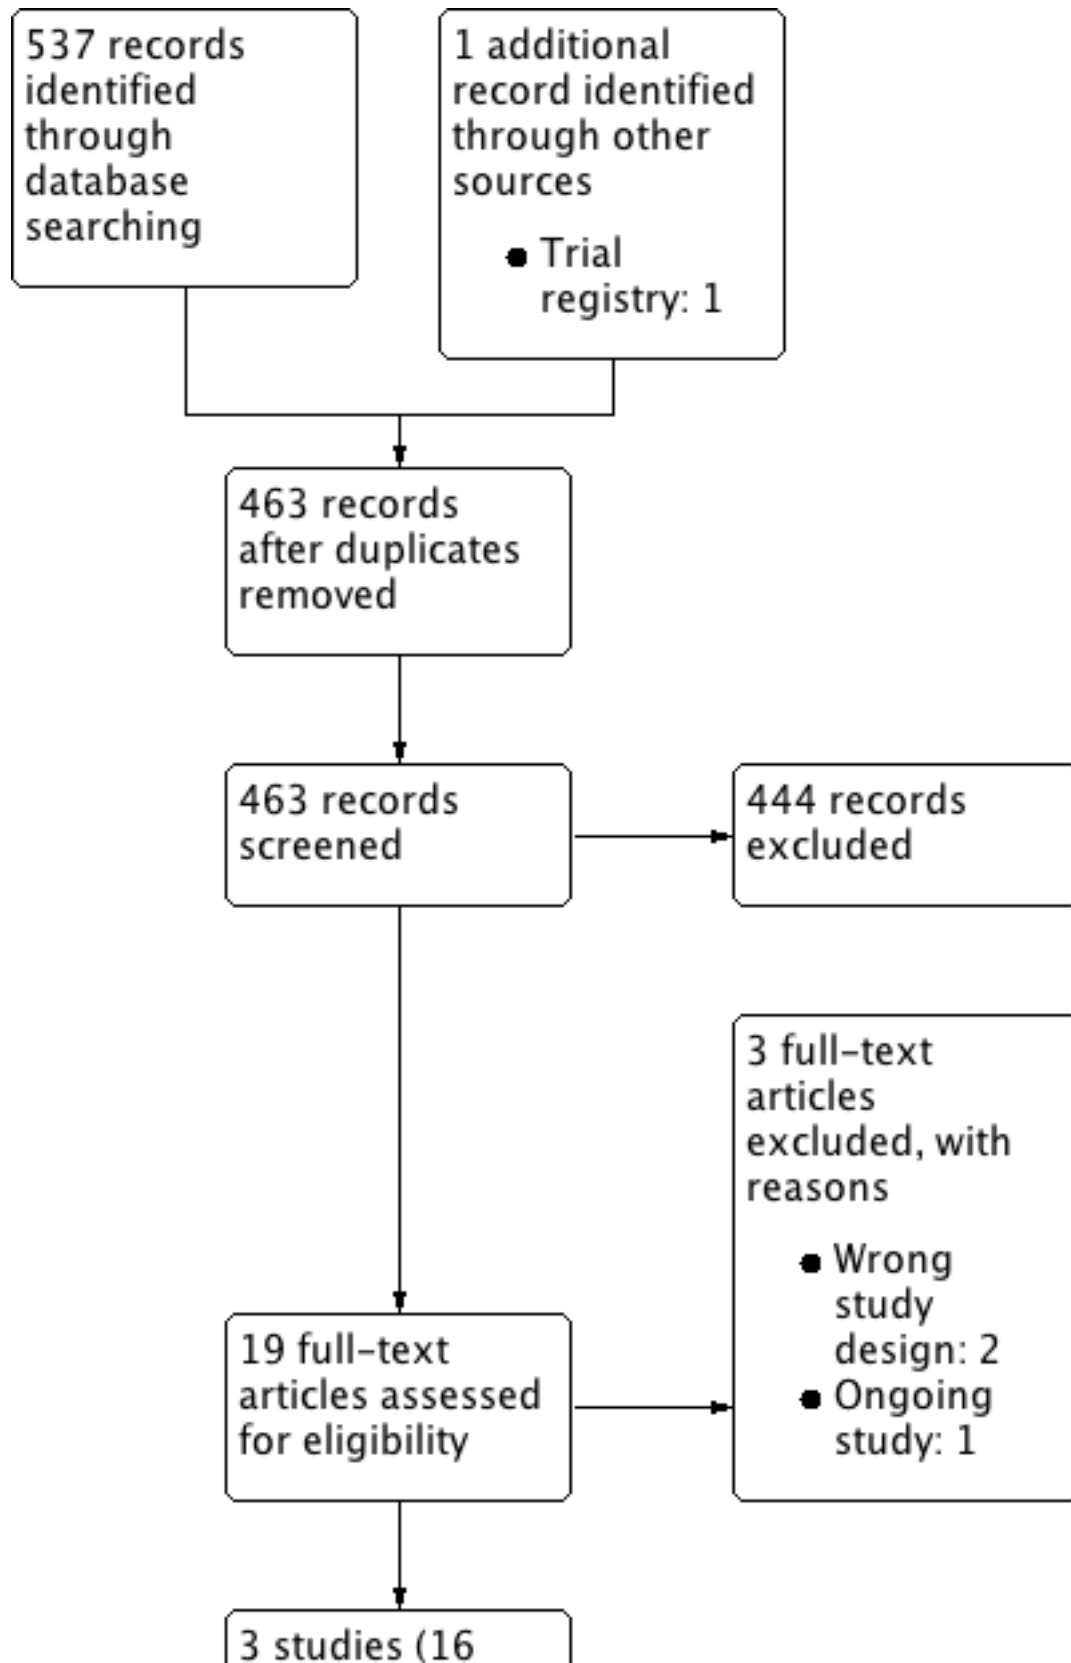 537 records
identified
through
database
searching
1 additional
record identified
through other
sources
● Trial
registry: 1
463 records
after duplicates
removed
463 records
screened
444 records
excluded
3 full-text
articles
excluded, with
reasons
● Wrong
study
design: 2
● Ongoing
study: 1
19 full-text
articles assessed
for eligibility
3 studies (16